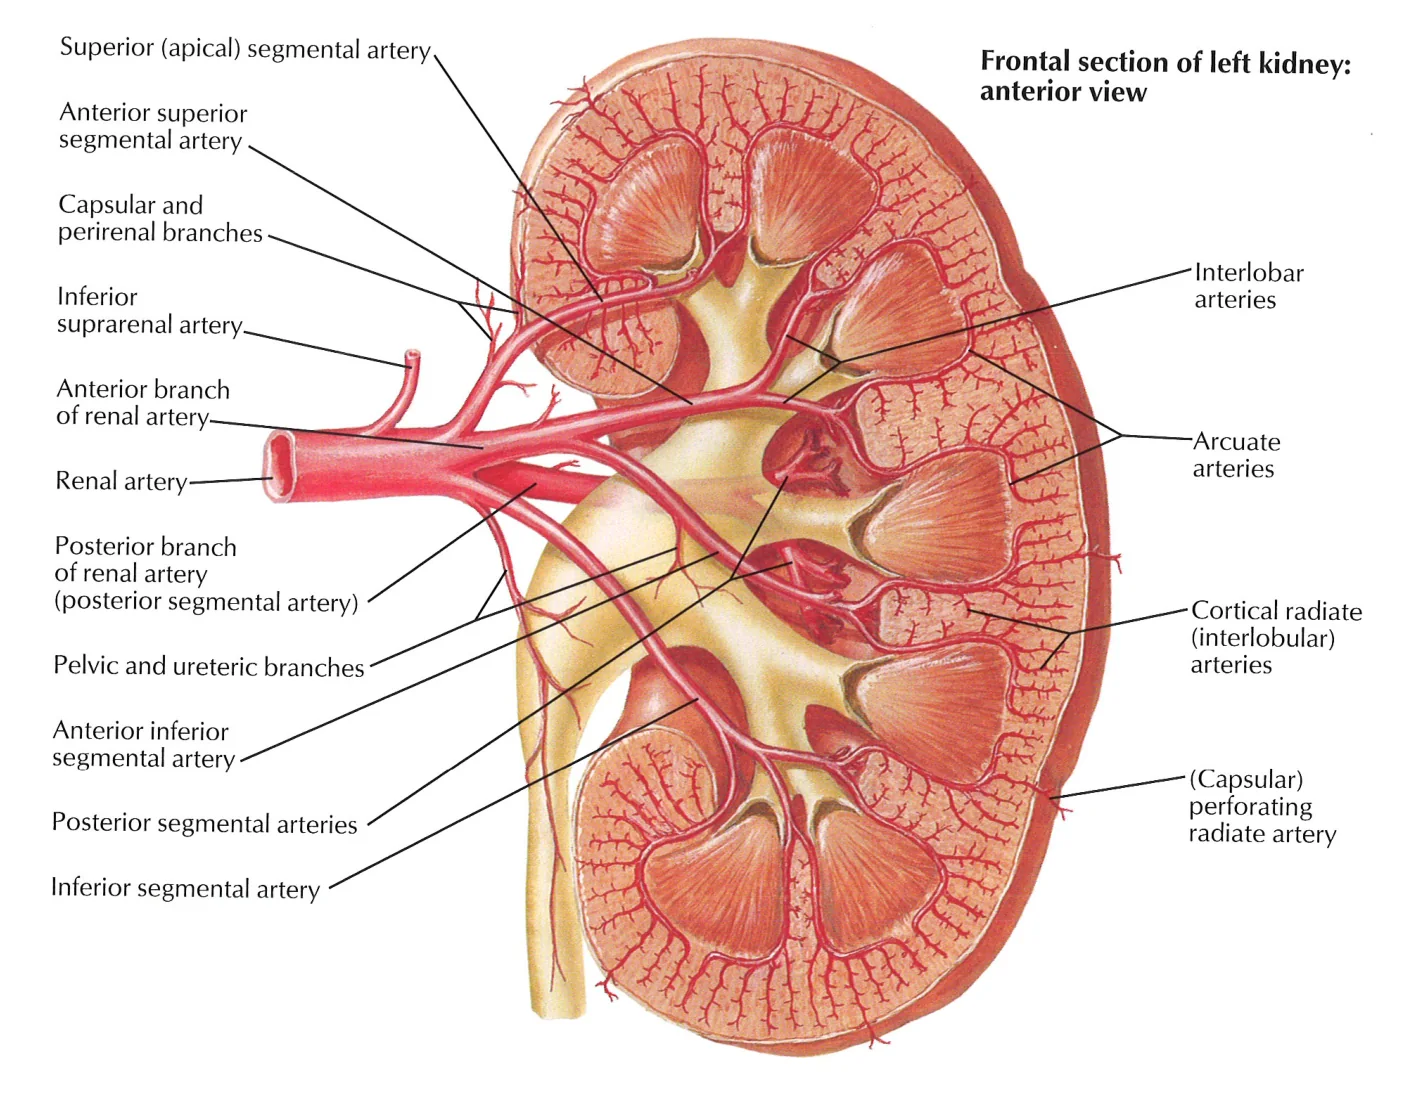 Frontal section of left kidney:
anterior view
Superior (apical) segmental artery
Anterior superior
segmental artery
Capsular and
perirenal branches
Inferior
suprarenal artery
Anterior branch
of renal artery
Renal artery
Posterior branch
of renal artery
(posterior segmental artery)
Pelvic and ureteric branches
Anterior inferior
segmental artery
Posterior segmental arteries
Inferior segmental artery
Interlobar
arteries
Arcuate
arteries
Cortical radiate
(interlobular)
arteries
(Capsular)
perforating
radiate artery